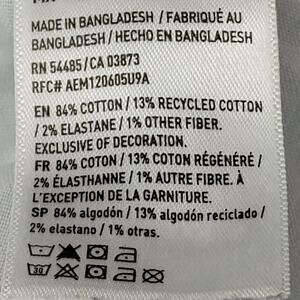 MADE IN BANGLADESH / FABRIQUÉ AU
BANGLADESH / HECHO EN BANGLADESH
RN 54485/CA 03873
RFC# AEM120605U9A
EN 84% COTTON / 13% RECYCLED COTTON
/ 2% ELASTANE / 1% OTHER FIBER.
EXCLUSIVE OF DECORATION.
FR 84% COTON / 13% COTON RÉGÉNÉRÉ /
2% ÉLASTHANNE / 1% AUTRE FIBRE. À
L'EXCEPTION DE LA GARNITURE.
SP 84% algodón / 13% algodón reciclado /
2% elastano / 1% otras.
30